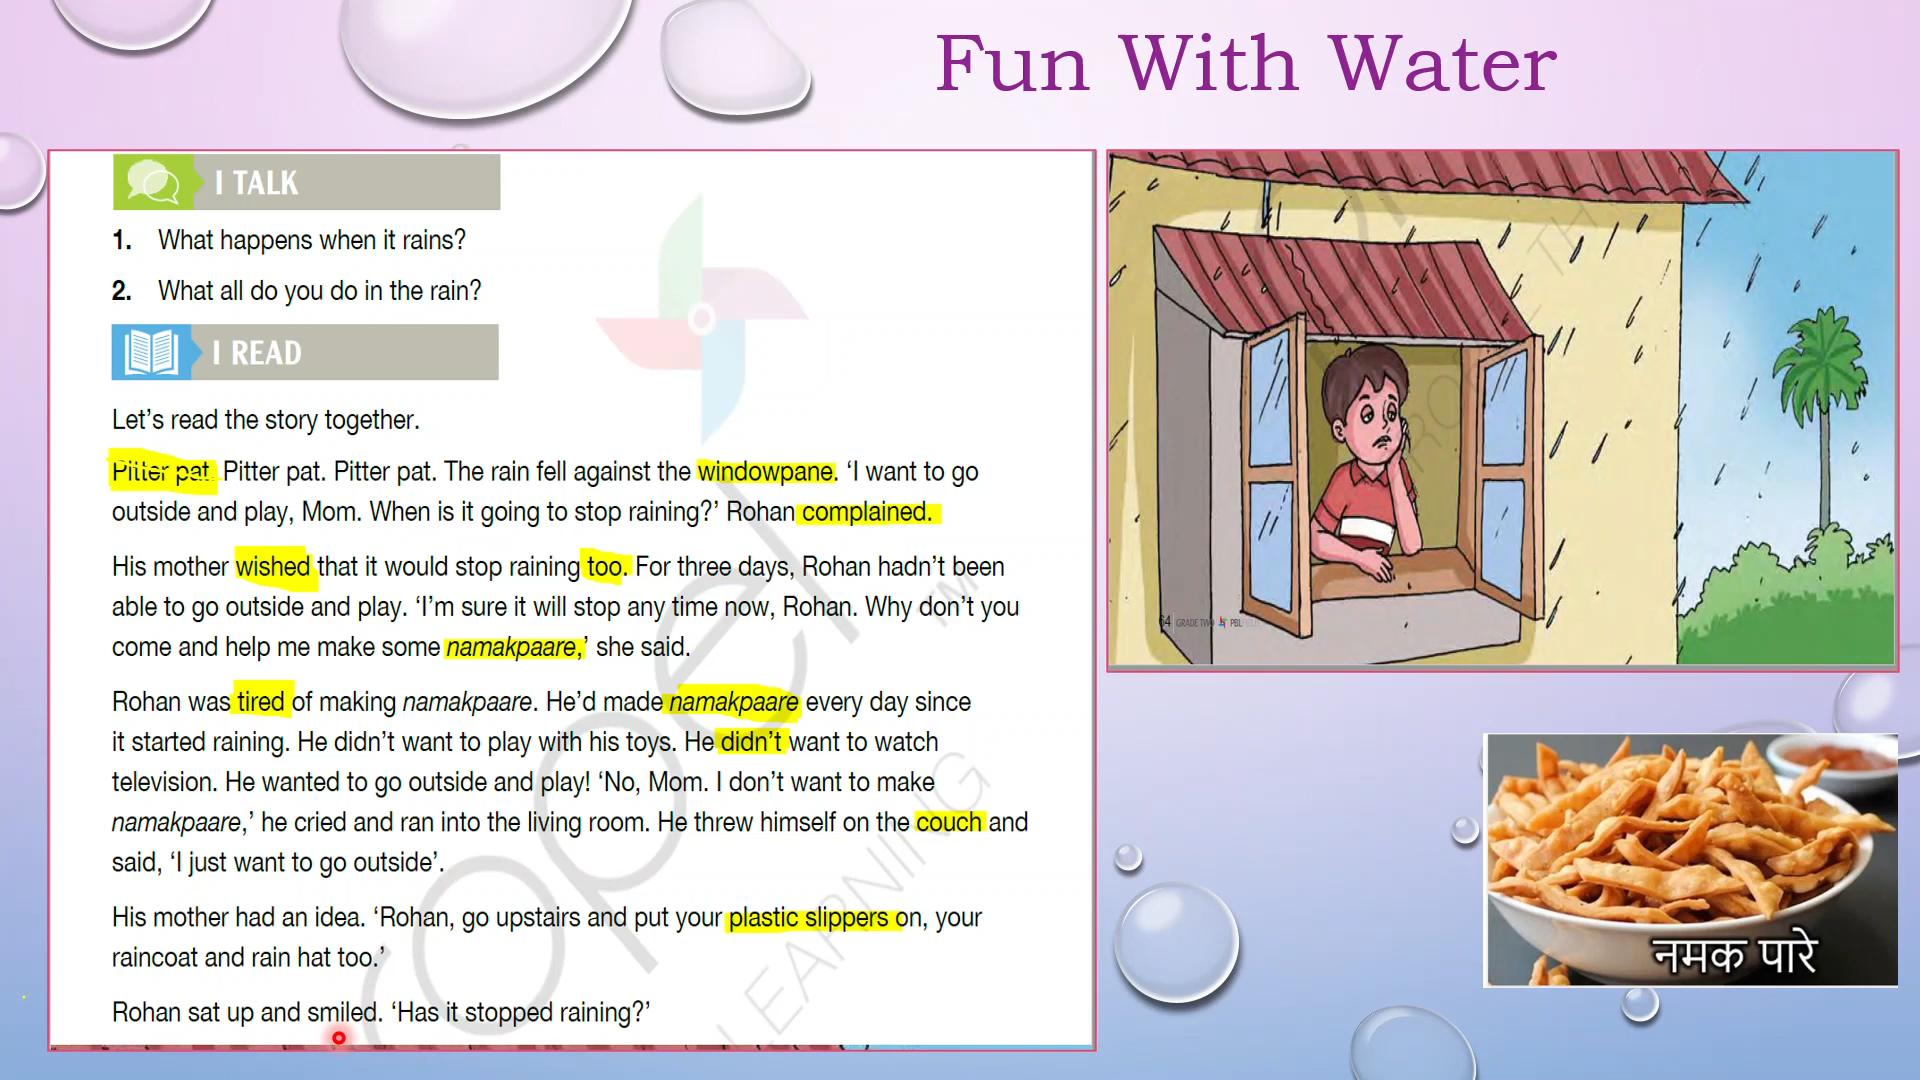 Fun With Water
I TALK
1. What happens when it rains?
2. What all do you do in the rain?
I READ
Let’s read the story together.
Pitter pat. Pitter pat. Pitter pat. The rain fell against the windowpane. ‘I want to go
outside and play, Mom. When is it going to stop raining?’ Rohan complained.
His mother wished that it would stop raining too. For three days, Rohan hadn’t been
able to go outside and play. ‘I’m sure it will stop any time now, Rohan. Why don’t you
come and help me make some namakpaare,’ she said.
Rohan was tired of making namakpaare. He’d made namakpaare every day since
it started raining. He didn’t want to play with his toys. He didn’t want to watch
television. He wanted to go outside and play! ‘No, Mom. I don’t want to make
namakpaare,’ he cried and ran into the living room. He threw himself on the couch and
said, ‘I just want to go outside’.
His mother had an idea. ‘Rohan, go upstairs and put your plastic slippers on, your
raincoat and rain hat too.’
Rohan sat up and smiled. ‘Has it stopped raining?’
opel
TM
LEARNING
64 GRADE TWO PBL
नमक पारे